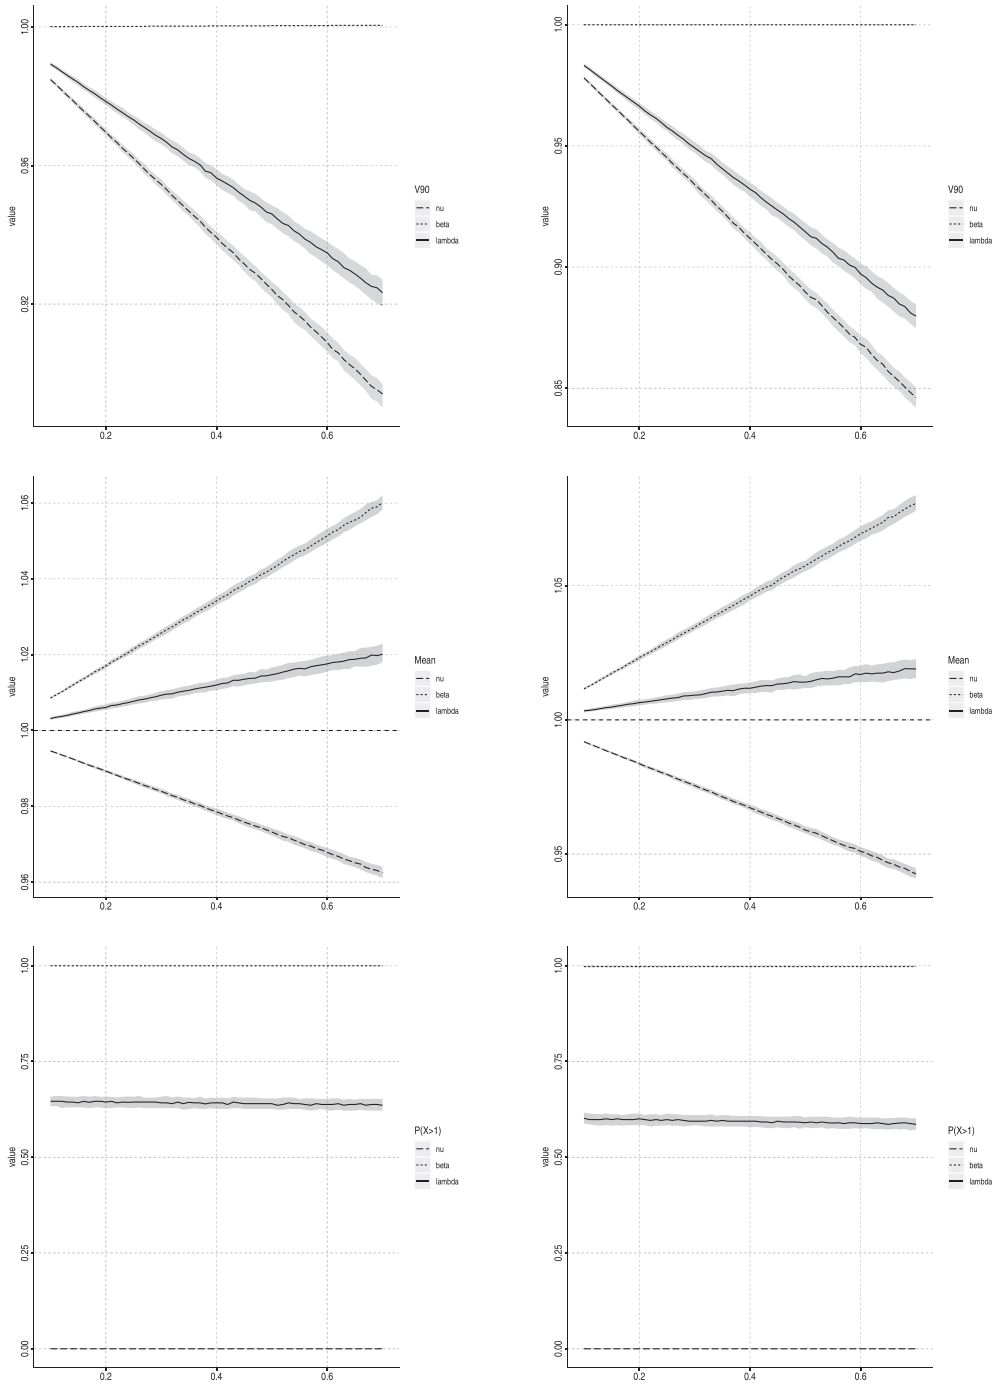 1.00
0.96
0.92
value
0.2
0.4
0.6
V90
nu
beta
lambda
1.00
0.95
0.90
0.85
value
0.2
0.4
0.6
V90
nu
beta
lambda
1.06
1.04
1.02
1.00
0.98
0.96
value
0.2
0.4
0.6
Mean
nu
beta
lambda
1.05
1.00
0.95
value
0.2
0.4
0.6
Mean
nu
beta
lambda
1.00
0.75
0.50
0.25
0.00
value
0.2
0.4
0.6
P(X>1)
nu
beta
lambda
1.00
0.75
0.50
0.25
0.00
value
0.2
0.4
0.6
P(X>1)
nu
beta
lambda